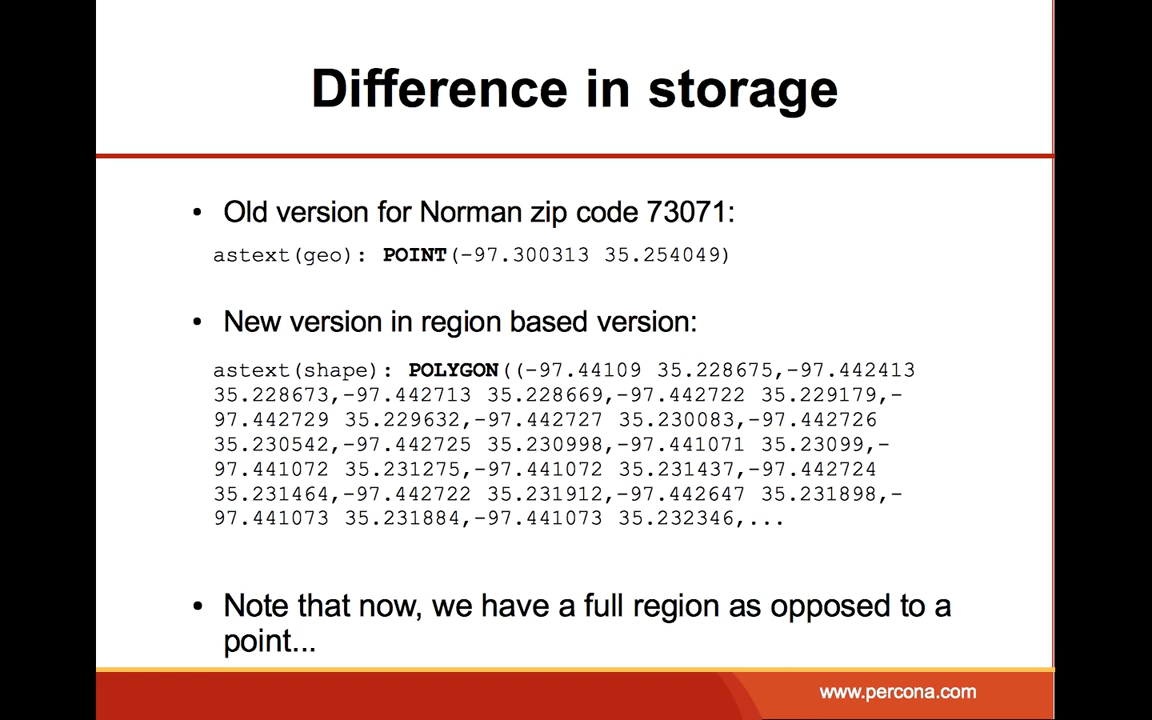 Difference in storage
• Old version for Norman zip code 73071:
astext(geo): POINT(-97.300313 35.254049)
• New version in region based version:
astext(shape): POLYGON((-97.44109 35.228675,-97.442413
35.228673,-97.442713 35.228669,-97.442722 35.229179,-
97.442729 35.229632,-97.442727 35.230083,-97.442726
35.230542,-97.442725 35.230998,-97.441071 35.23099,-
97.441072 35.231275,-97.441072 35.231437,-97.442724
35.231464,-97.442722 35.231912,-97.442647 35.231898,-
97.441073 35.231884,-97.441073 35.232346,...
• Note that now, we have a full region as opposed to a
point...
www.percona.com